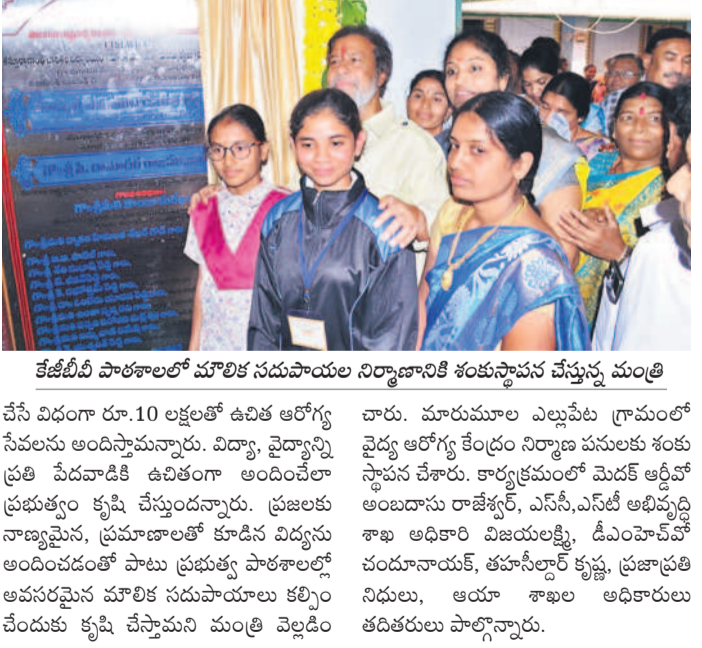 కేజీబీవీ పాఠశాలలో మౌలిక సదుపాయల నిర్మాణానికి శంకుస్థాపన చేస్తున్న మంత్రి
చేసే విధంగా రూ.10 లక్షలతో ఉచిత ఆరోగ్య
సేవలను అందిస్తామన్నారు. విద్యా, వైద్యాన్ని
ప్రతి పేదవాడికి ఉచితంగా అందించేలా
ప్రభుత్వం కృషి చేస్తుందన్నారు. ప్రజలకు
నాణ్యమైన, ప్రమాణాలతో కూడిన విద్యను
అందించడంతో పాటు ప్రభుత్వ పాఠశాలల్లో
అవసరమైన మౌలిక సదుపాయాలు కల్పిం
చేందుకు కృషి చేస్తామని మంత్రి వెల్లడిం
చారు. మారుమూల ఎల్లుపేట గ్రామంలో
వైద్య ఆరోగ్య కేంద్రం నిర్మాణ పనులకు శంకు
స్థాపన చేశారు. కార్యక్రమంలో మెదక్ ఆర్డీవో
అంబదాసు రాజేశ్వర్, ఎస్‌సీ,ఎస్‌టీ అభివృద్ధి
శాఖ అధికారి విజయలక్ష్మి, డీఎంహెచ్‌వో
చందూనాయక్, తహసీల్దార్ కృష్ణ, ప్రజాప్రతి
నిధులు, ఆయా శాఖల అధికారులు
తదితరులు పాల్గొన్నారు.